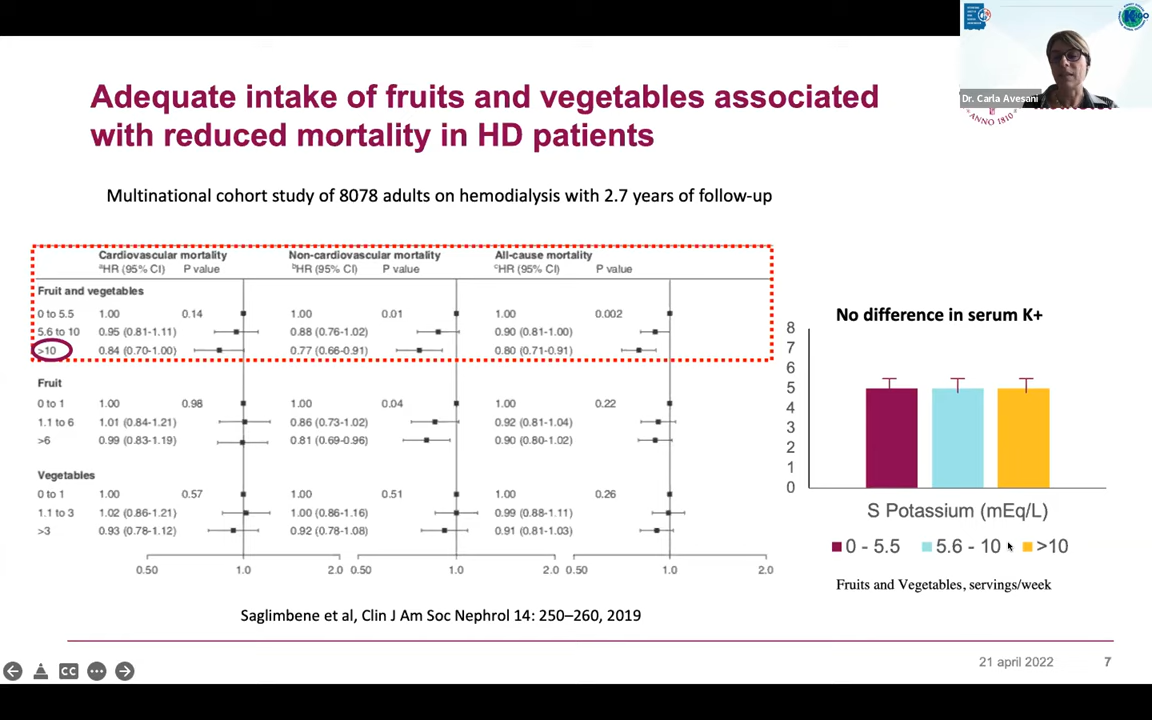 Dr. Carla Avesani
ANNO 1810
Adequate intake of fruits and vegetables associated
with reduced mortality in HD patients
Multinational cohort study of 8078 adults on hemodialysis with 2.7 years of follow-up
Cardiovascular mortality Non-cardiovascular mortality All-cause mortality
ᵃHR (95% CI) P value ᵇHR (95% CI) P value ᶜHR (95% CI) P value
Fruit and vegetables
0 to 5.5 1.00 0.14 1.00 0.01 1.00 0.002
5.6 to 10 0.95 (0.81-1.11) 0.88 (0.76-1.02) 0.90 (0.81-1.00)
>10 0.84 (0.70-1.00) 0.77 (0.66-0.91) 0.80 (0.71-0.91)
Fruit
0 to 1 1.00 0.98 1.00 0.04 1.00 0.22
1.1 to 6 1.01 (0.84-1.21) 0.86 (0.73-1.02) 0.92 (0.81-1.04)
>6 0.99 (0.83-1.19) 0.81 (0.69-0.96) 0.90 (0.80-1.02)
Vegetables
0 to 1 1.00 0.57 1.00 0.51 1.00 0.26
1.1 to 3 1.02 (0.86-1.21) 1.00 (0.86-1.16) 0.99 (0.88-1.11)
>3 0.93 (0.78-1.12) 0.92 (0.78-1.08) 0.91 (0.81-1.03)
0.50 1.0 2.0 0.50 1.0 2.0 0.50 1.0 2.0
No difference in serum K+
8
7
6
5
4
3
2
1
0
S Potassium (mEq/L)
0 - 5.5 5.6 - 10 >10
Fruits and Vegetables, servings/week
Saglimbene et al, Clin J Am Soc Nephrol 14: 250–260, 2019
21 april 2022 7
CC